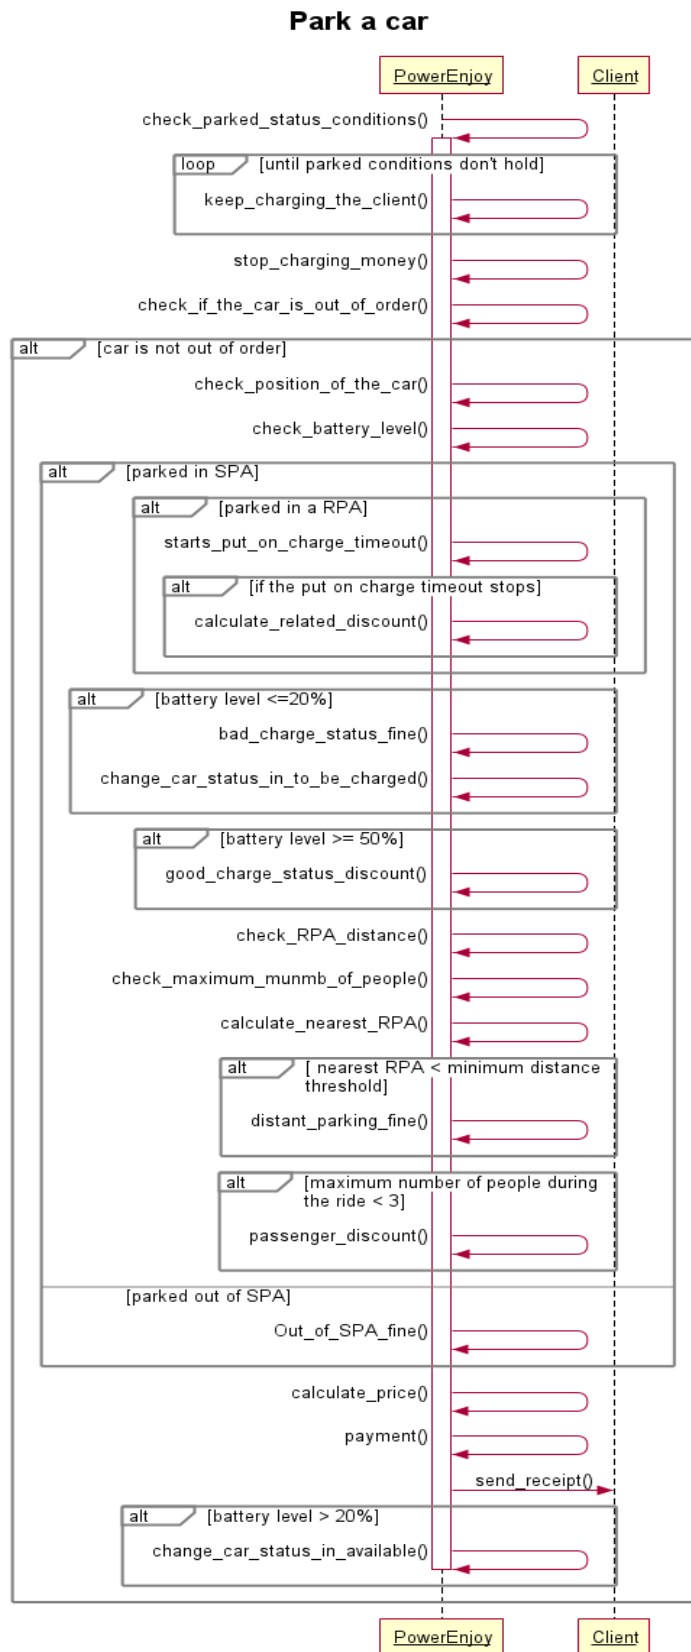 Park a car
PowerEnjoy
Client
check_parked_status_conditions()
loop
[until parked conditions don't hold]
keep_charging_the_client()
stop_charging_money()
check_if_the_car_is_out_of_order()
alt
[car is not out of order]
check_position_of_the_car()
check_battery_level()
alt
[parked in SPA]
alt
[parked in a RPA]
starts_put_on_charge_timeout()
alt
[if the put on charge timeout stops]
calculate_related_discount()
alt
[battery level <=20%]
bad_charge_status_fine()
change_car_status_in_to_be_charged()
alt
[battery level >= 50%]
good_charge_status_discount()
check_RPA_distance()
check_maximum_munmb_of_people()
calculate_nearest_RPA()
alt
[ nearest RPA < minimum distance
threshold]
distant_parking_fine()
alt
[maximum number of people during
the ride < 3]
passenger_discount()
[parked out of SPA]
Out_of_SPA_fine()
calculate_price()
payment()
send_receipt()
alt
[battery level > 20%]
change_car_status_in_available()
PowerEnjoy
Client